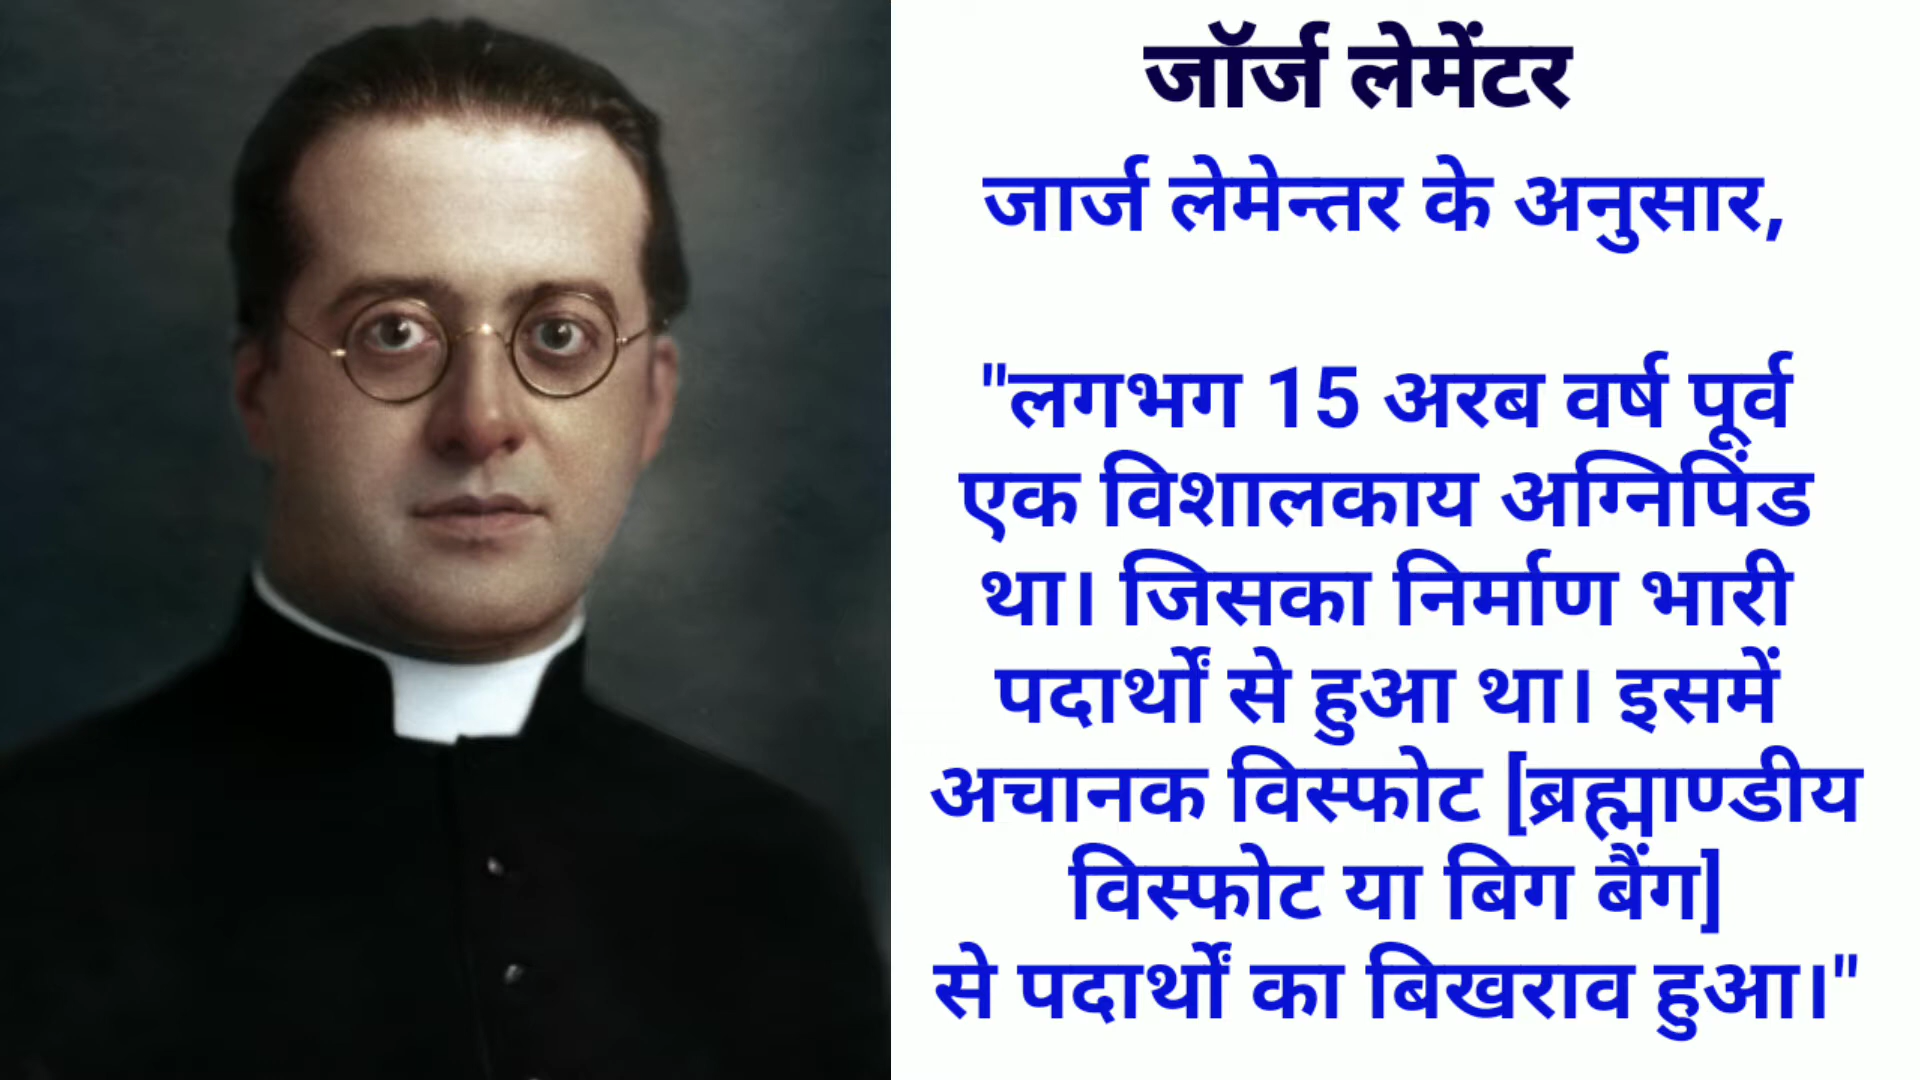 जॉर्ज लेमेंटर
जार्ज लेमेन्तर के अनुसार,
"लगभग 15 अरब वर्ष पूर्व
एक विशालकाय अग्निपिंड
था। जिसका निर्माण भारी
पदार्थों से हुआ था। इसमें
अचानक विस्फोट [ब्रह्माण्डीय
विस्फोट या बिग बैंग]
से पदार्थों का बिखराव हुआ।"